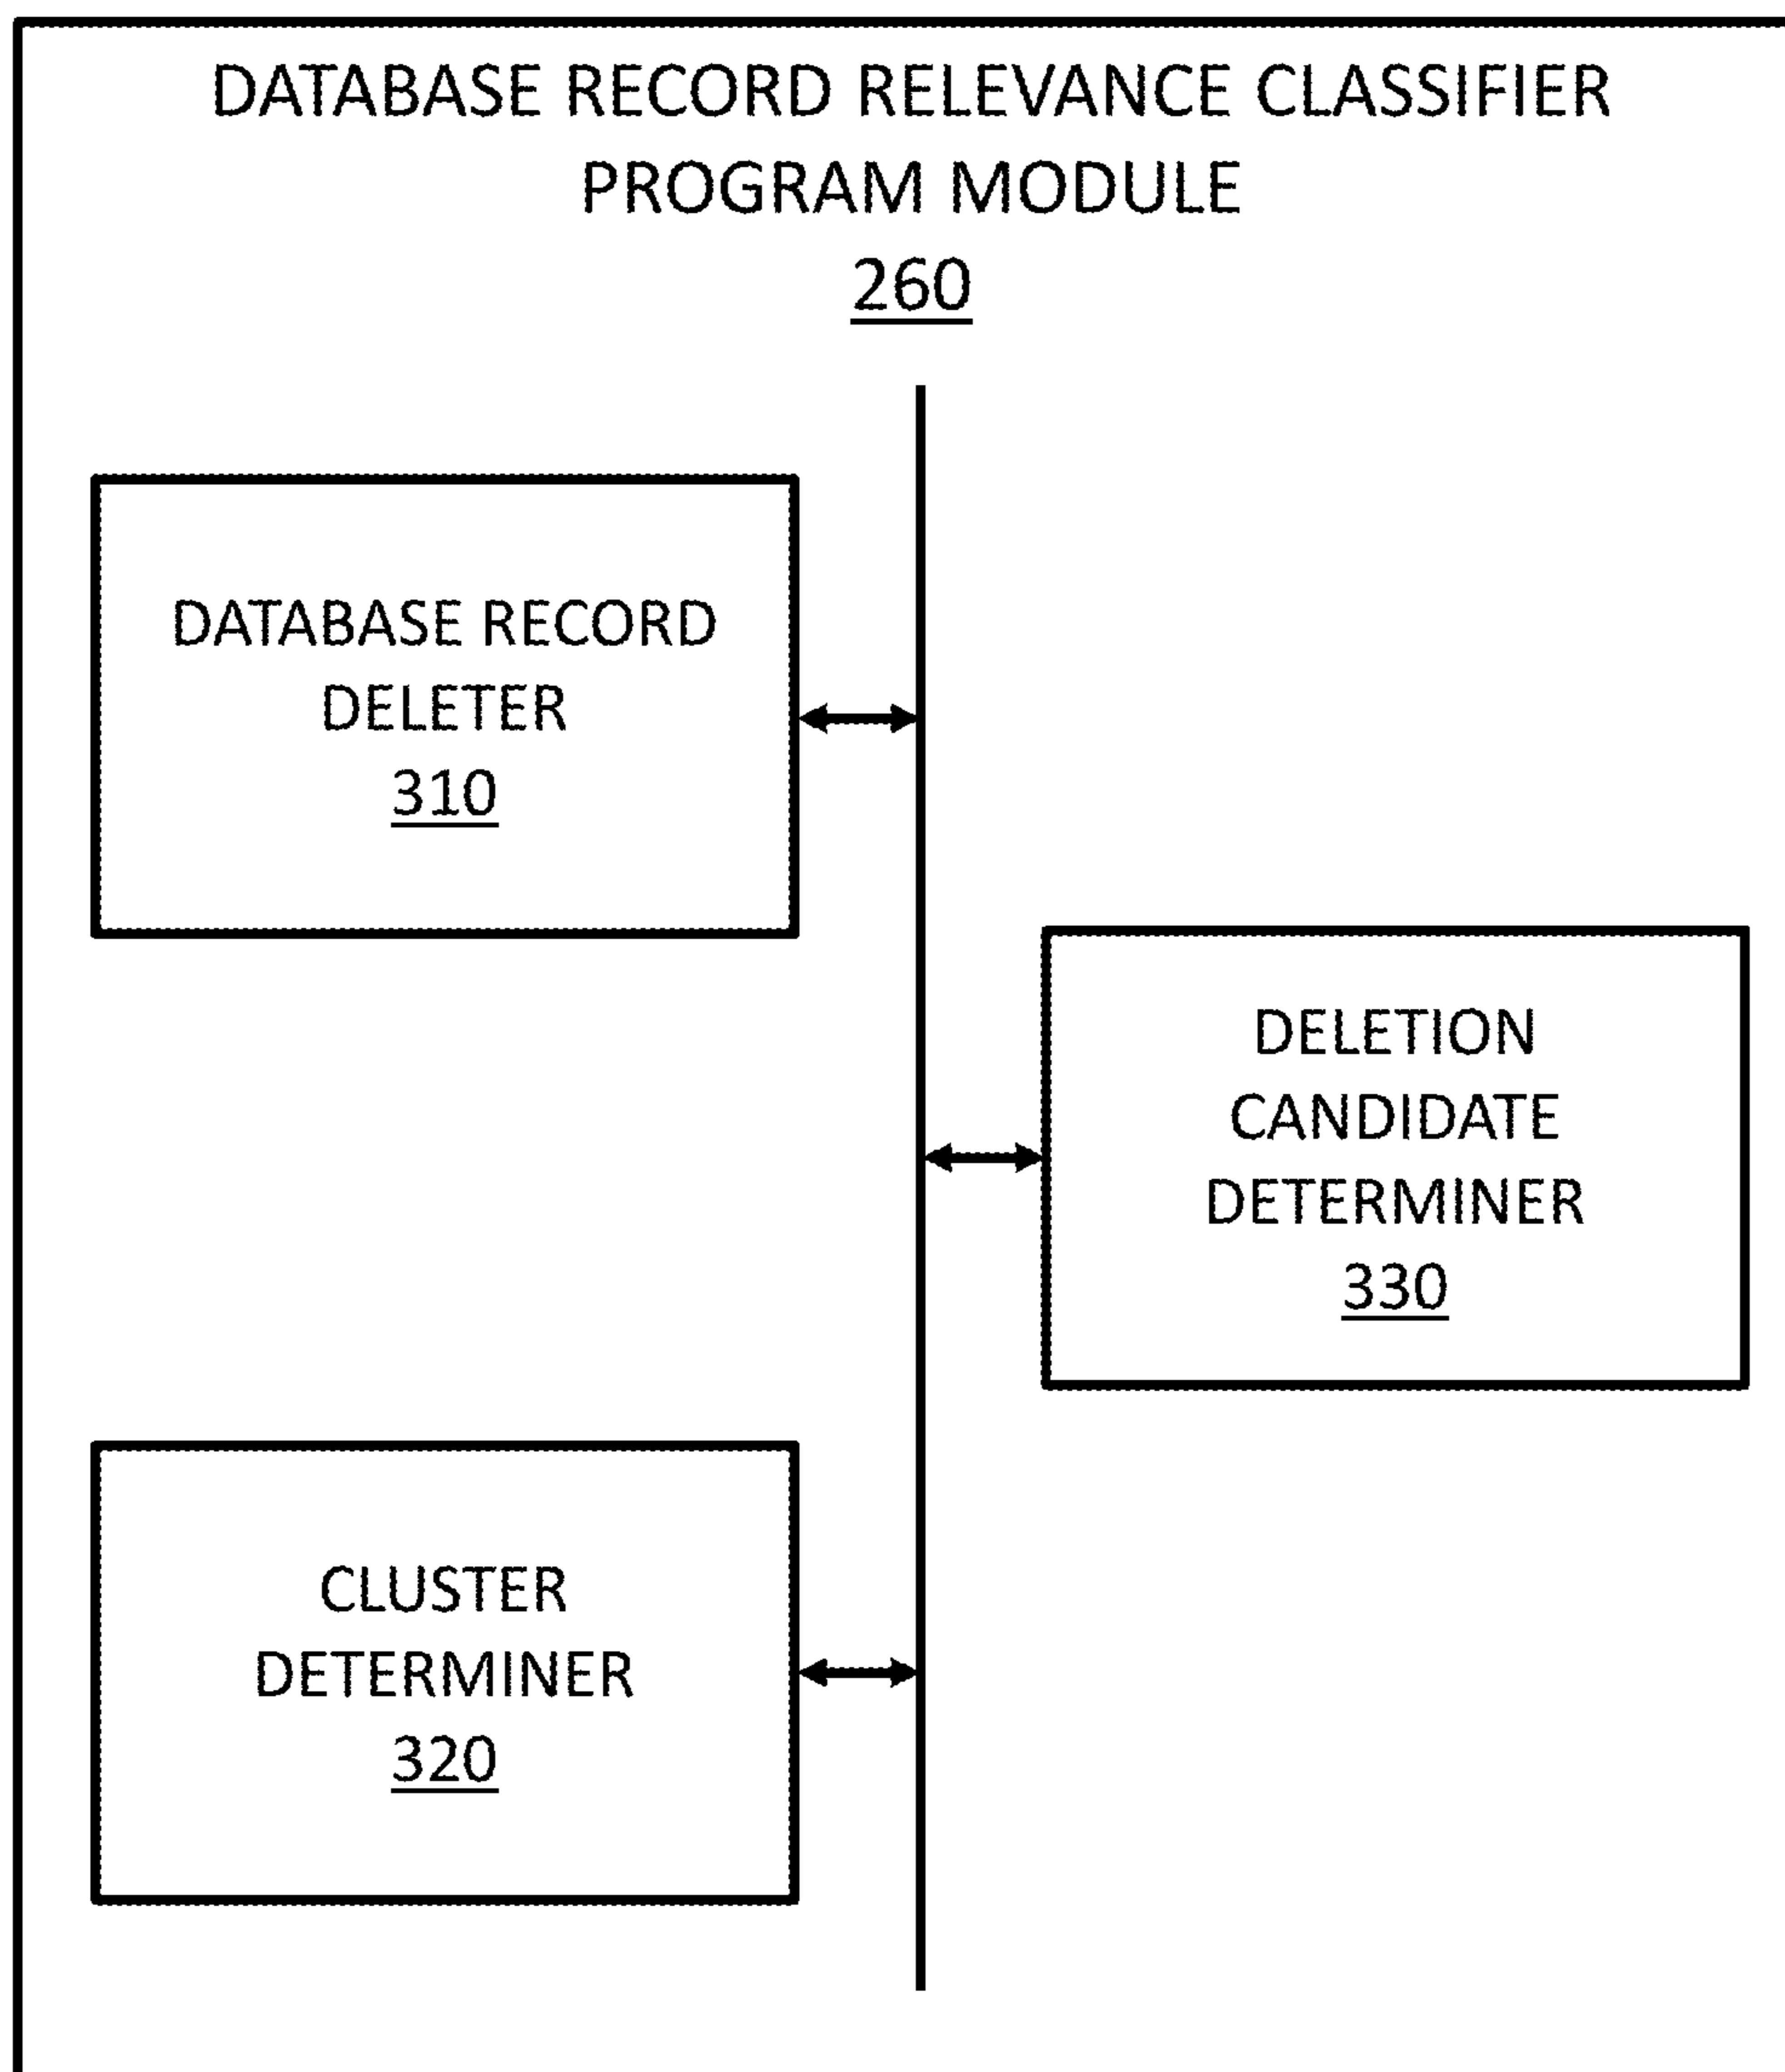 DATABASE RECORD RELEVANCE CLASSIFIER
PROGRAM MODULE
260
DATABASE RECORD
DELETER
310
DELETION
CANDIDATE
DETERMINER
330
CLUSTER
DETERMINER
320